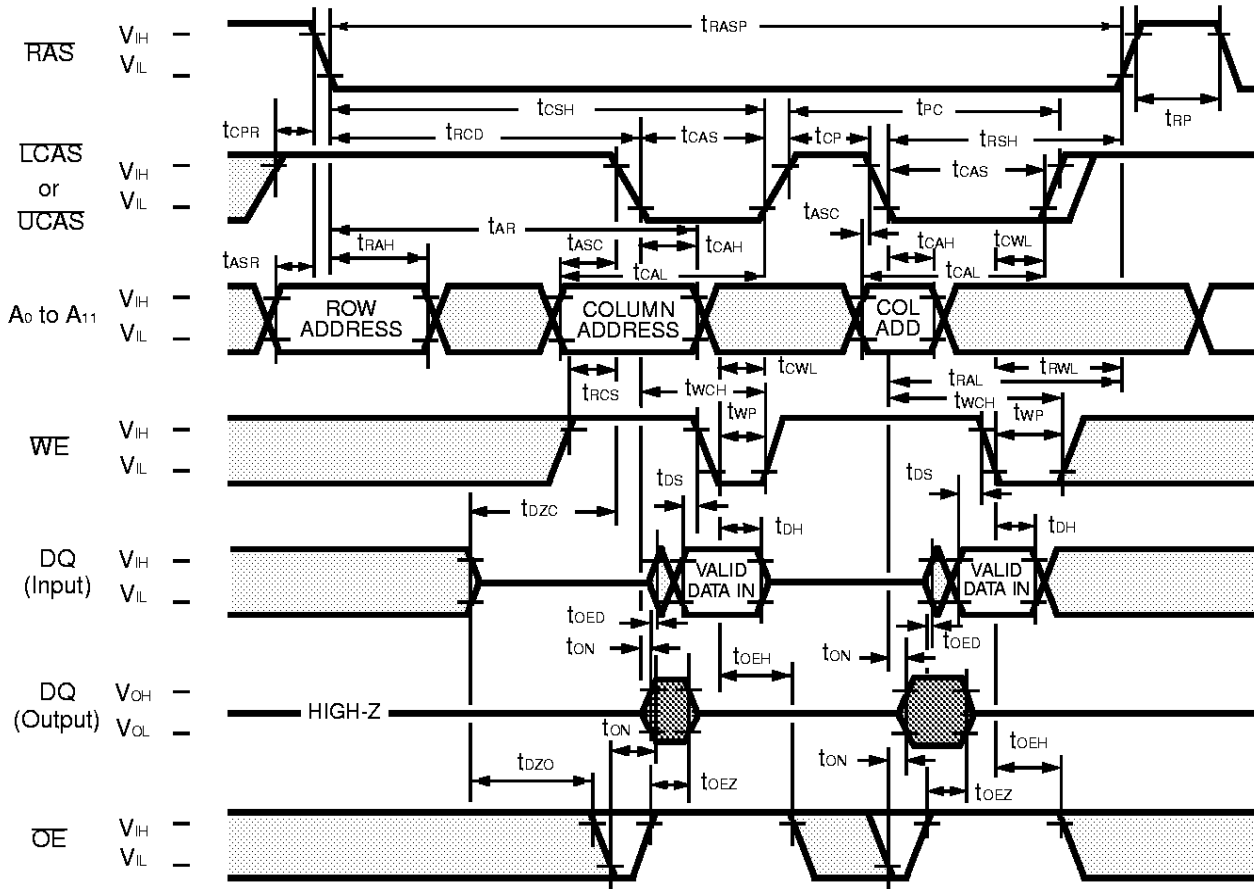 tRASP
RAS
VIH
VIL
tCSH
tPC
tCPR
tRCD
tCAS
tCP
tRSH
tRP
LCAS
or
UCAS
VIH
VIL
tCAS
tASC
tAR
tRAH
tASC
tCAH
tCAH
tCWL
tASR
tCAL
tCAL
A0 to A11
VIH
VIL
ROW
ADDRESS
COLUMN
ADDRESS
COL
ADD
tCWL
tRWL
tRCS
tWCH
tRAL
tWCH
tWP
tWP
WE
VIH
VIL
tDS
tDS
tDZC
tDH
tDH
DQ
(Input)
VIH
VIL
VALID
DATA IN
VALID
DATA IN
tOED
tOED
tON
tOEH
tON
DQ
(Output)
VOH
VOL
HIGH-Z
tON
tOEH
tON
tDZO
tOEZ
tOEZ
OE
VIH
VIL